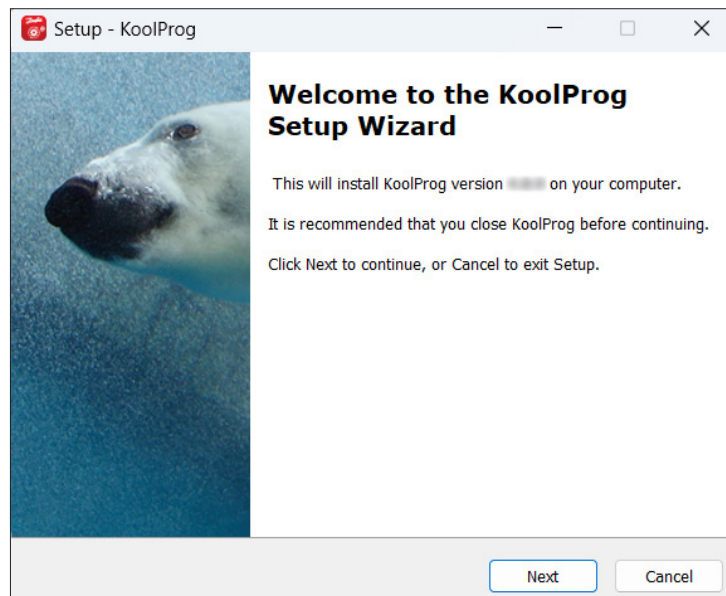 Setup - KoolProg
Welcome to the KoolProg
Setup Wizard
This will install KoolProg version on your computer.
It is recommended that you close KoolProg before continuing.
Click Next to continue, or Cancel to exit Setup.
Next
Cancel